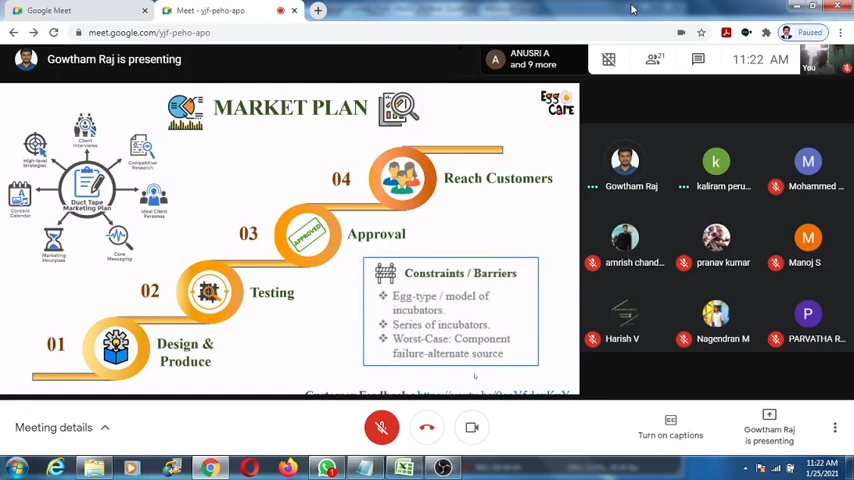 Google Meet
Meet - yjf-peho-apo
meet.google.com/yjf-peho-apo
Paused
Gowtham Raj is presenting
A
ANUSRI A
and 9 more
21
11:22 AM
You
MARKET PLAN
Egg
Care
Client
Interviews
High-level
Strategies
Competitive
Research
Duct Tape
Marketing Plan
Content
Calendar
Ideal Client
Personas
Marketing
Hourglass
Core
Messaging
04
Reach Customers
03
APPROVED
Approval
02
Testing
01
Design &
Produce
Constraints / Barriers
❖ Egg-type / model of
incubators.
❖ Series of incubators.
❖ Worst-Case: Component
failure-alternate source
Gowtham Raj
k
kaliram peru...
M
Mohammed ...
amrish chand...
pranav kumar
M
Manoj S
Harish V
Nagendran M
P
PARVATHA R...
Meeting details
Turn on captions
Gowtham Raj
is presenting
11:22 AM
1/25/2021